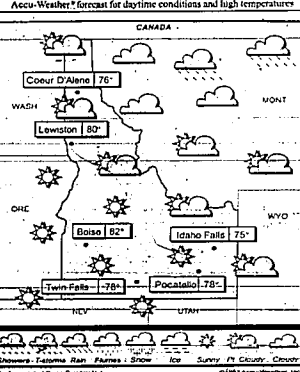 Accu-Weather® forecast for daytime conditions and high temperatures
CANADA
Coeur D'Alene 76°
WASH
MONT
Lewiston 80°
ORE
WYO
Boise 82°
Idaho Falls 75°
Twin Falls 78°
Pocatello 78°
NEV
UTAH
Showers T-storms Rain Flurries Snow Ice Sunny Pt Cloudy Cloudy